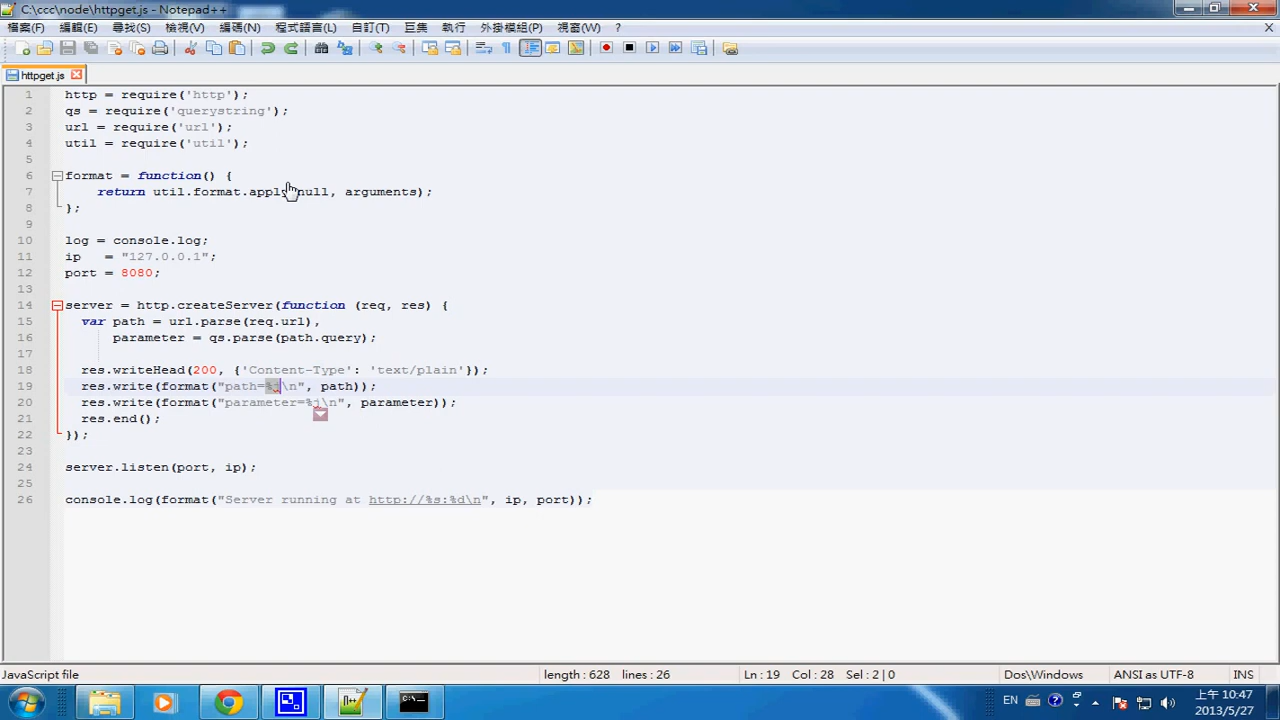 C:\ccc\node\httpget.js - Notepad++
檔案(F) 編輯(E) 尋找(S) 檢視(V) 編碼(N) 程式語言(L) 自訂(T) 巨集 執行 外掛模組(P) 視窗(W) ?
httpget.js
1 http = require('http');
2 qs = require('querystring');
3 url = require('url');
4 util = require('util');
5
6 format = function() {
7 return util.format.apply(null, arguments);
8 };
9
10 log = console.log;
11 ip = "127.0.0.1";
12 port = 8080;
13
14 server = http.createServer(function (req, res) {
15 var path = url.parse(req.url),
16 parameter = qs.parse(path.query);
17
18 res.writeHead(200, {'Content-Type': 'text/plain'});
19 res.write(format("path=%j\n", path));
20 res.write(format("parameter=%j\n", parameter));
21 res.end();
22 });
23
24 server.listen(port, ip);
25
26 console.log(format("Server running at http://%s:%d\n", ip, port));
JavaScript file length : 628 lines : 26 Ln : 19 Col : 28 Sel : 2 | 0 Dos\Windows ANSI as UTF-8 INS
EN 上午 10:47
2013/5/27